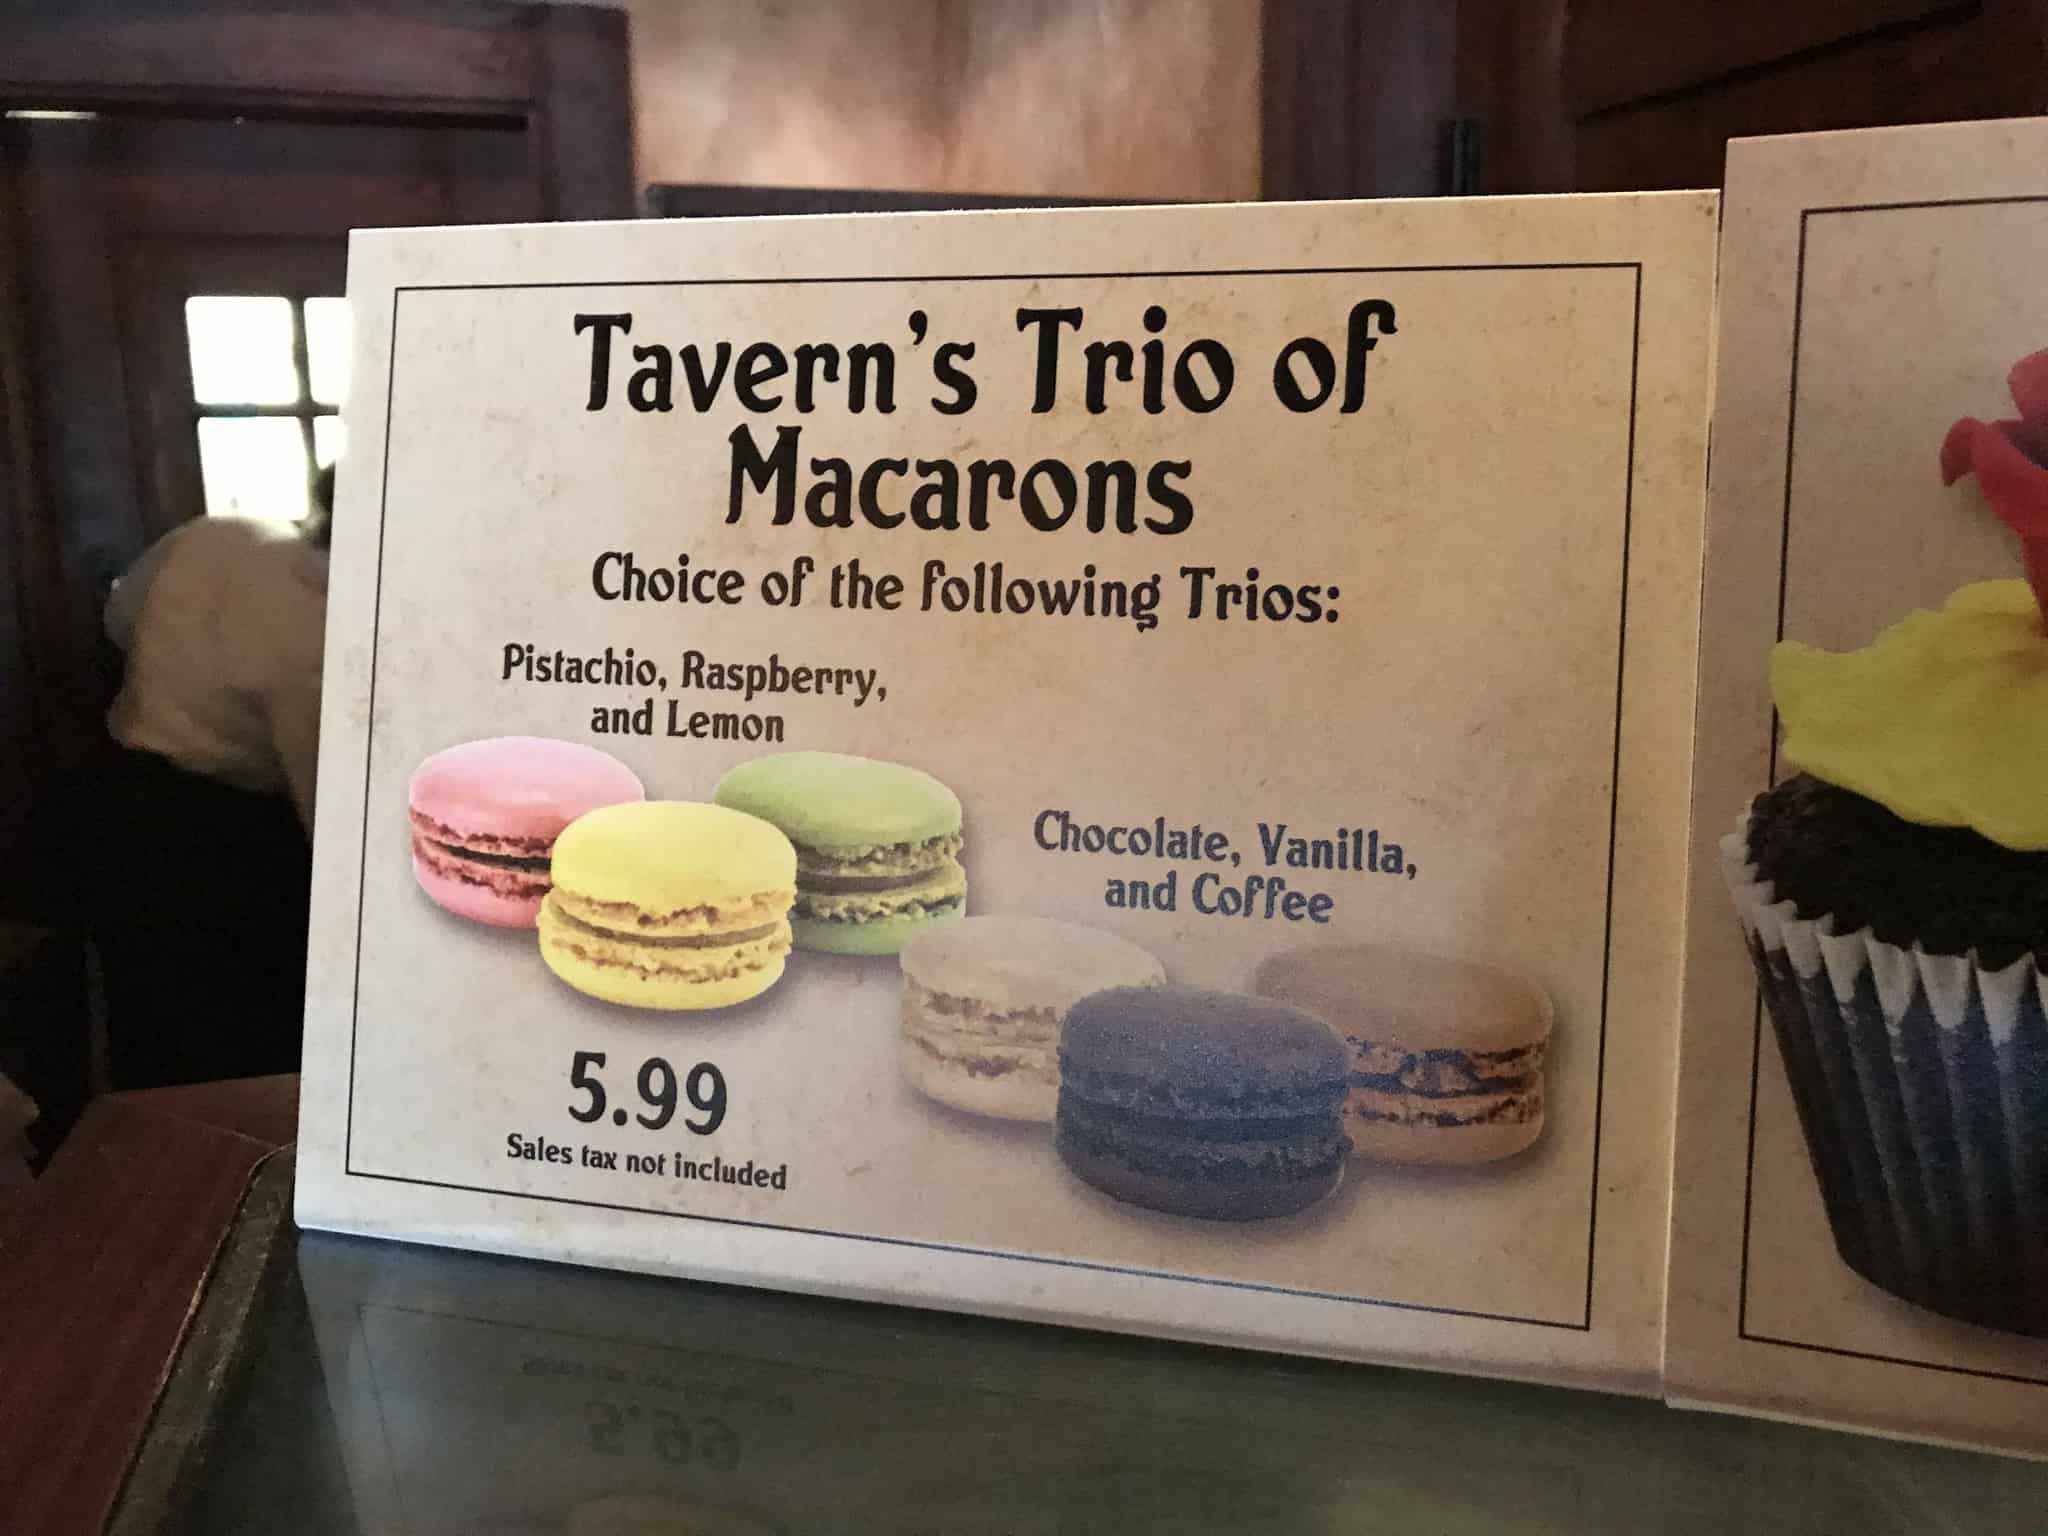 Tavern's Trio of
Macarons
Choice of the following Trios:
Pistachio, Raspberry,
and Lemon
Chocolate, Vanilla,
and Coffee
5.99
Sales tax not included